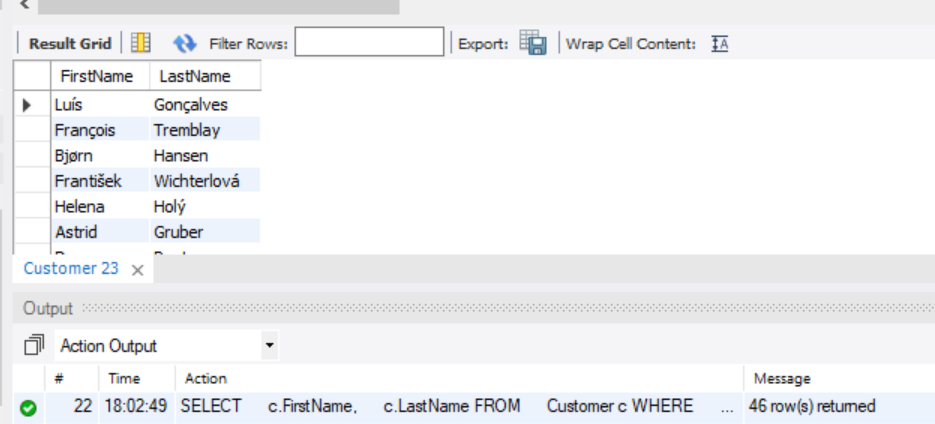 Result Grid Filter Rows: Export: Wrap Cell Content: IA
FirstName LastName
Luís Gonçalves
François Tremblay
Bjørn Hansen
František Wichterlová
Helena Holý
Astrid Gruber
Customer 23
Output
Action Output
# Time Action Message
22 18:02:49 SELECT c.FirstName, c.LastName FROM Customer c WHERE ... 46 row(s) returned